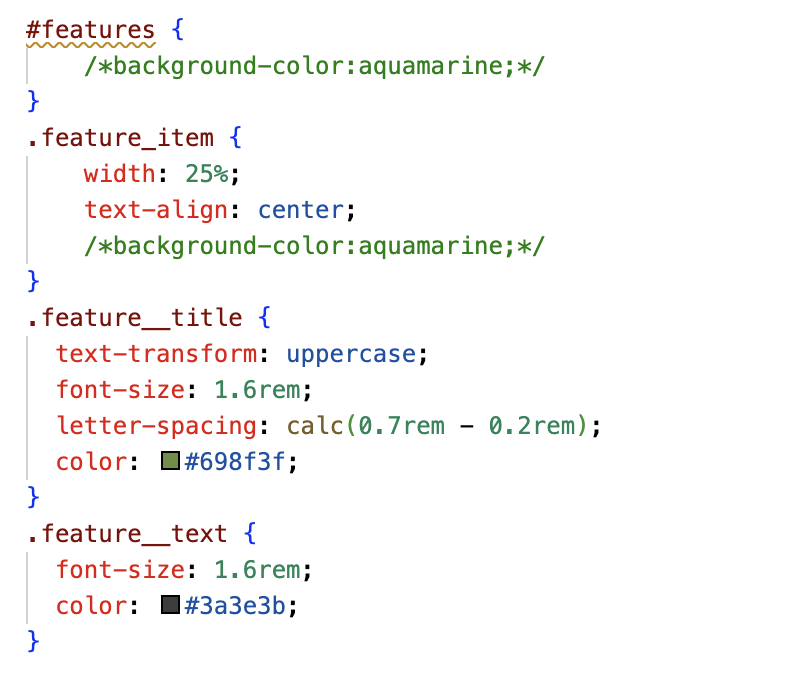 #features {
/*background-color:aquamarine;*/
}
.feature_item {
width: 25%;
text-align: center;
/*background-color:aquamarine;*/
}
.feature__title {
text-transform: uppercase;
font-size: 1.6rem;
letter-spacing: calc(0.7rem - 0.2rem);
color: #698f3f;
}
.feature__text {
font-size: 1.6rem;
color: #3a3e3b;
}